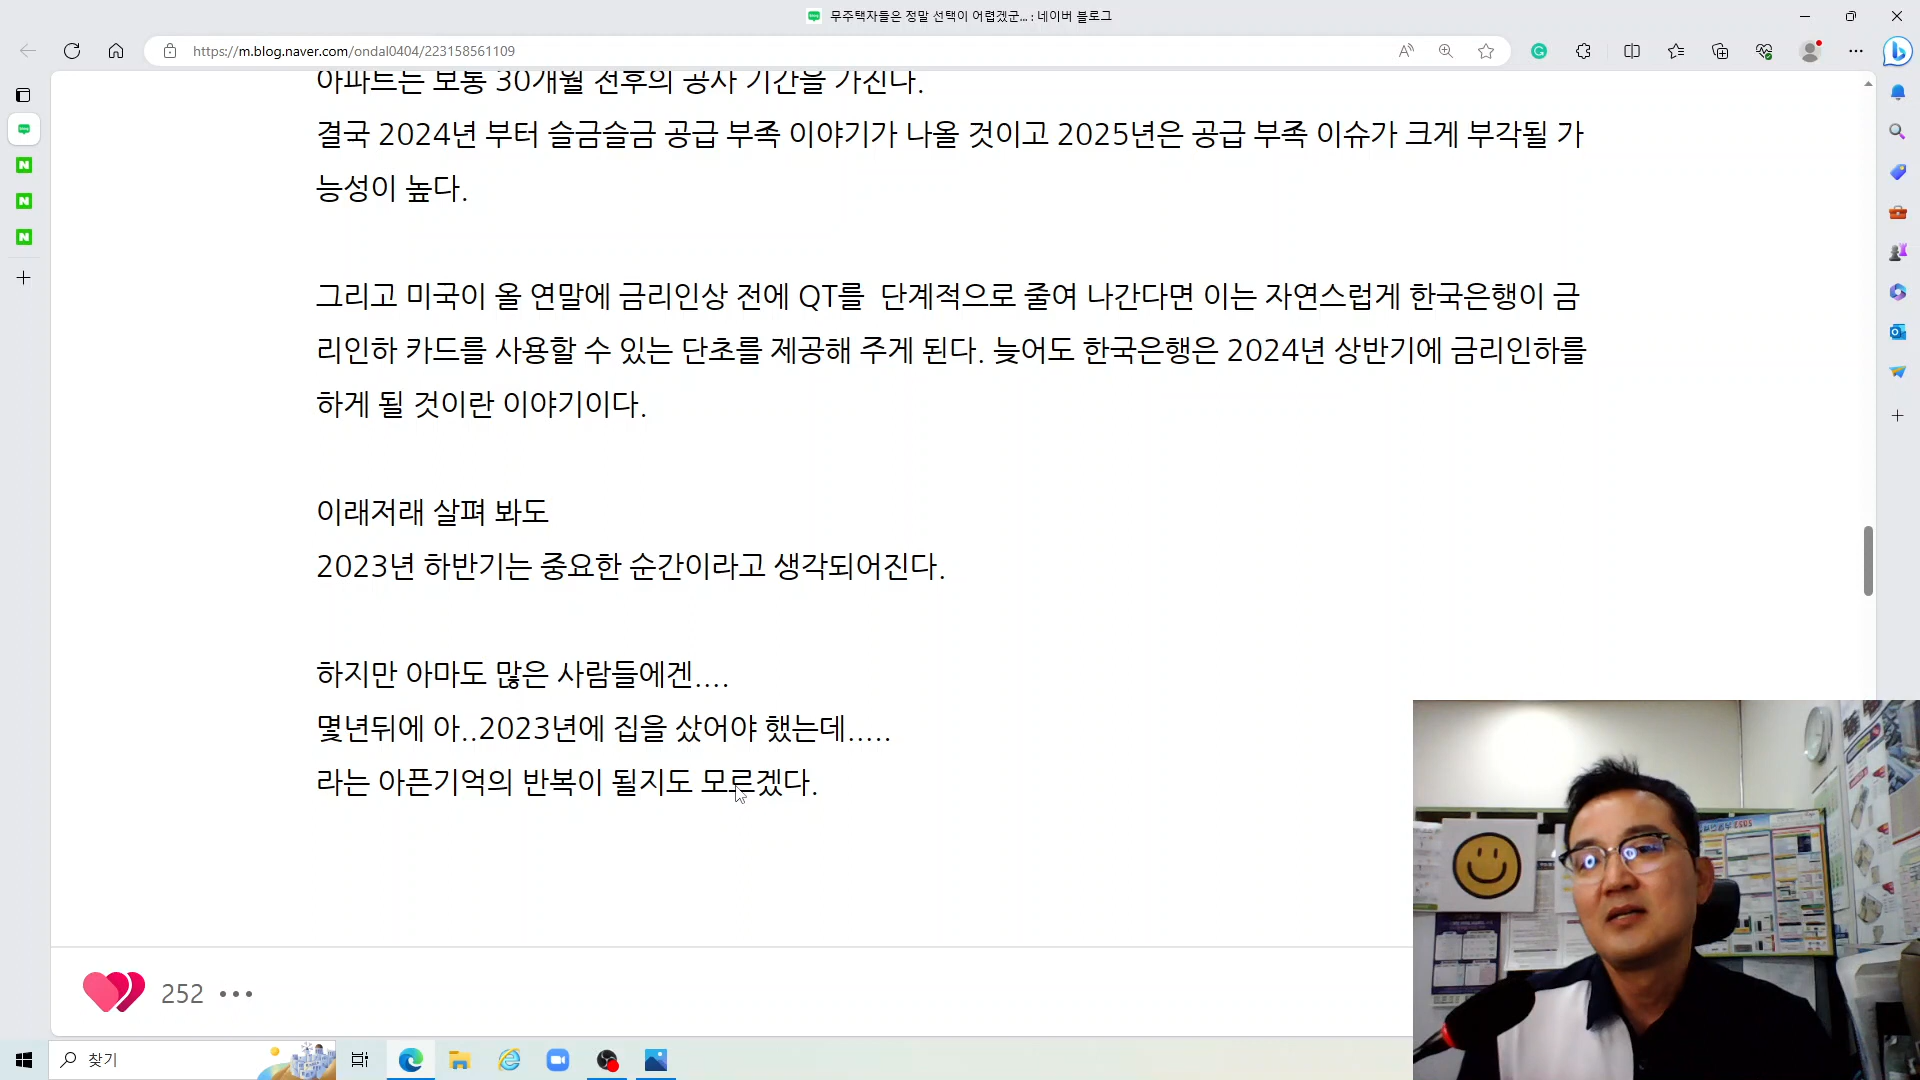 무주택자들은 정말 선택이 어렵겠군... : 네이버 블로그
https://m.blog.naver.com/ondal0404/223158561109
아파트는 보통 30개월 전후의 공사 기간을 가진다.
결국 2024년 부터 슬금슬금 공급 부족 이야기가 나올 것이고 2025년은 공급 부족 이슈가 크게 부각될 가
능성이 높다.
그리고 미국이 올 연말에 금리인상 전에 QT를 단계적으로 줄여 나간다면 이는 자연스럽게 한국은행이 금
리인하 카드를 사용할 수 있는 단초를 제공해 주게 된다. 늦어도 한국은행은 2024년 상반기에 금리인하를
하게 될 것이란 이야기이다.
이래저래 살펴 봐도
2023년 하반기는 중요한 순간이라고 생각되어진다.
하지만 아마도 많은 사람들에겐....
몇년뒤에 아..2023년에 집을 샀어야 했는데.....
라는 아픈기억의 반복이 될지도 모르겠다.
252
찾기